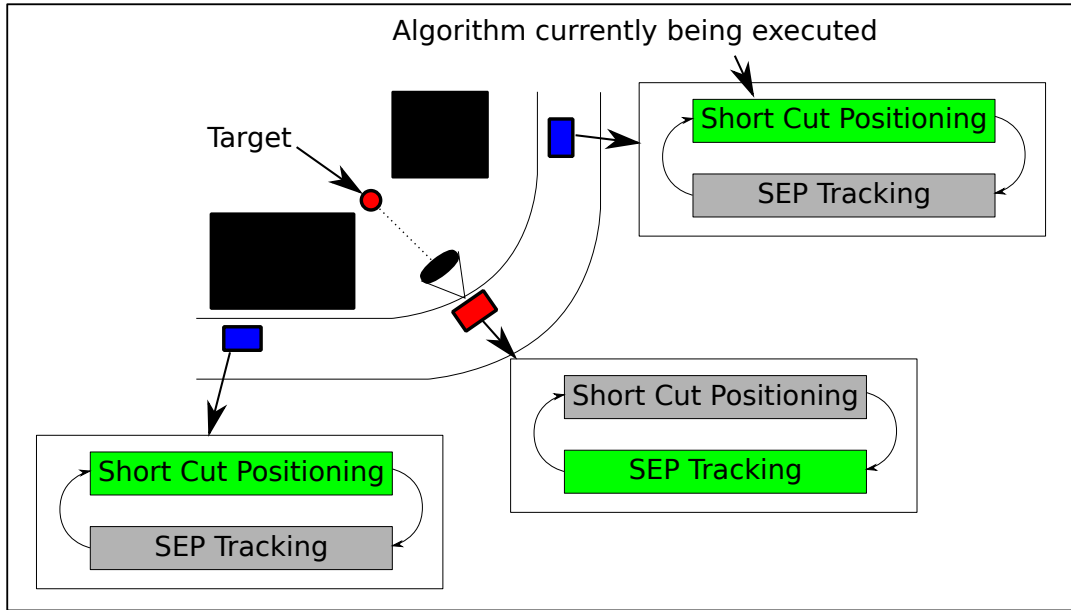 Algorithm currently being executed
Short Cut Positioning
SEP Tracking
Target
Short Cut Positioning
SEP Tracking
Short Cut Positioning
SEP Tracking